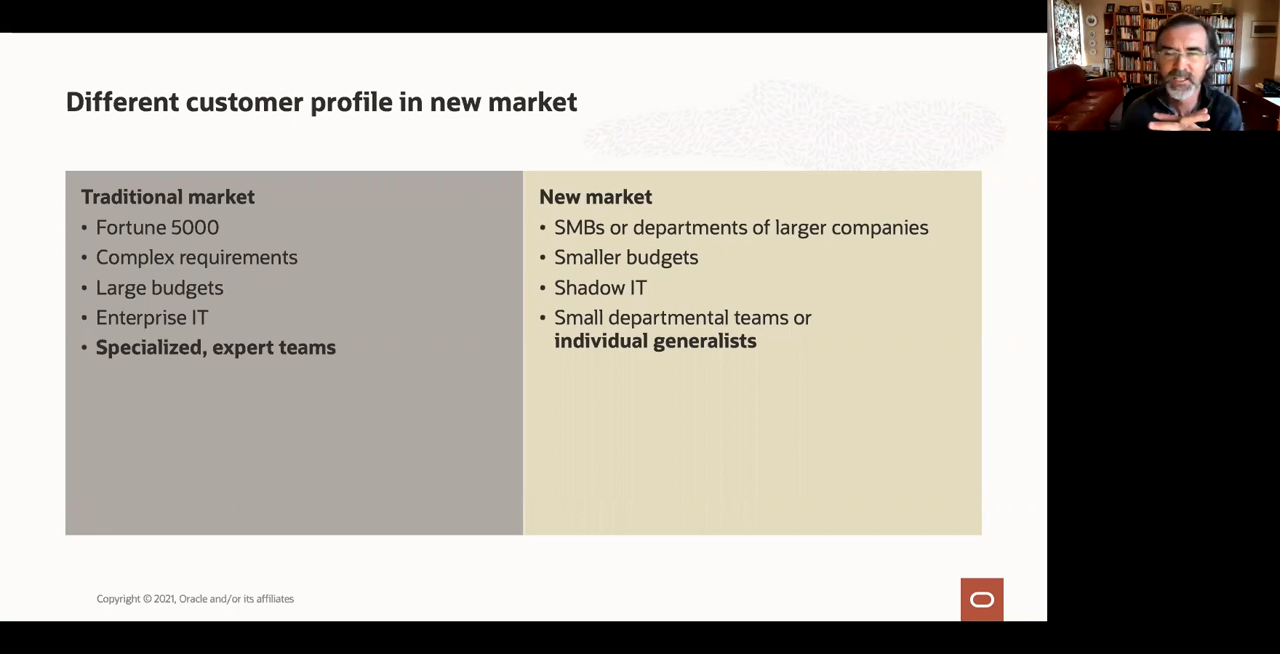 Different customer profile in new market
Traditional market
• Fortune 5000
• Complex requirements
• Large budgets
• Enterprise IT
• Specialized, expert teams
New market
• SMBs or departments of larger companies
• Smaller budgets
• Shadow IT
• Small departmental teams or
individual generalists
Copyright © 2021, Oracle and/or its affiliates